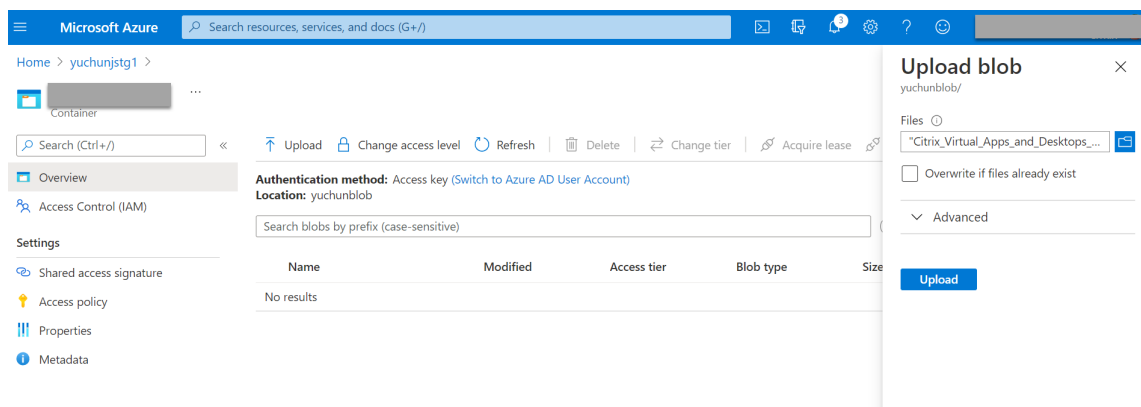 Microsoft Azure
Search resources, services, and docs (G+/)
3
Home > yuchunjstg1 >
...
Container
Search (Ctrl+/)
«
Overview
Access Control (IAM)
Settings
Shared access signature
Access policy
Properties
Metadata
Upload Change access level Refresh Delete Change tier Acquire lease
Authentication method: Access key (Switch to Azure AD User Account)
Location: yuchunblob
Search blobs by prefix (case-sensitive)
Name Modified Access tier Blob type Size
No results
Upload blob
yuchunblob/
Files
"Citrix_Virtual_Apps_and_Desktops_...
Overwrite if files already exist
Advanced
Upload